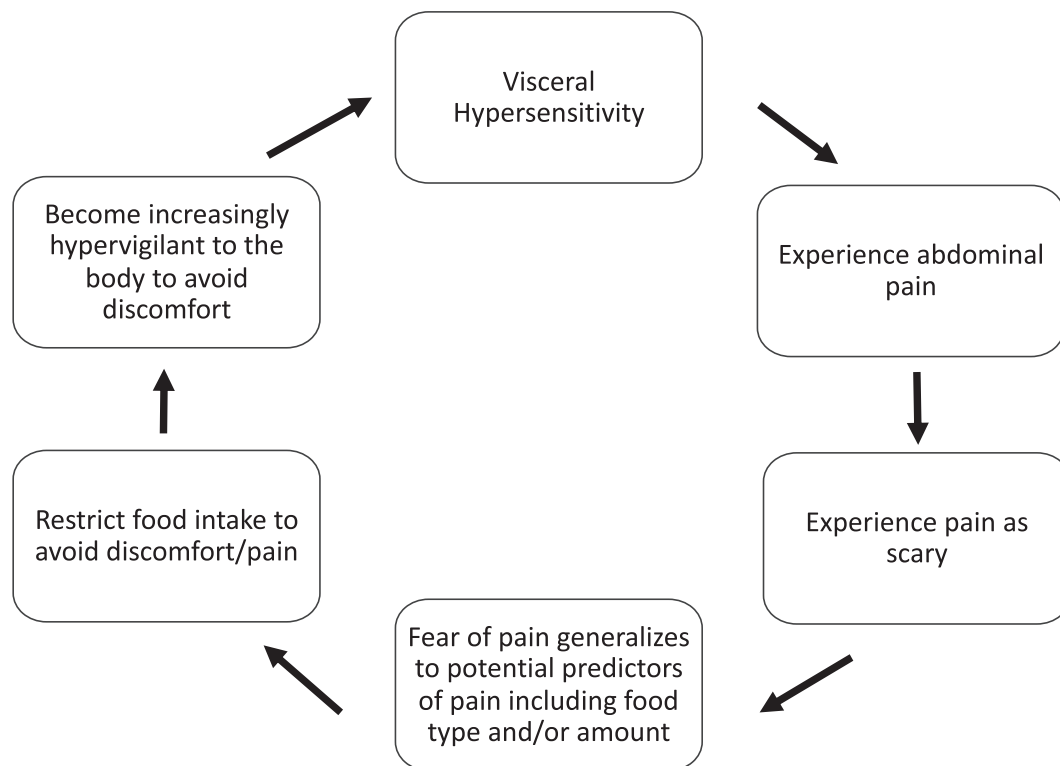 Visceral
Hypersensitivity
Experience abdominal
pain
Experience pain as
scary
Fear of pain generalizes
to potential predictors
of pain including food
type and/or amount
Restrict food intake to
avoid discomfort/pain
Become increasingly
hypervigilant to the
body to avoid
discomfort